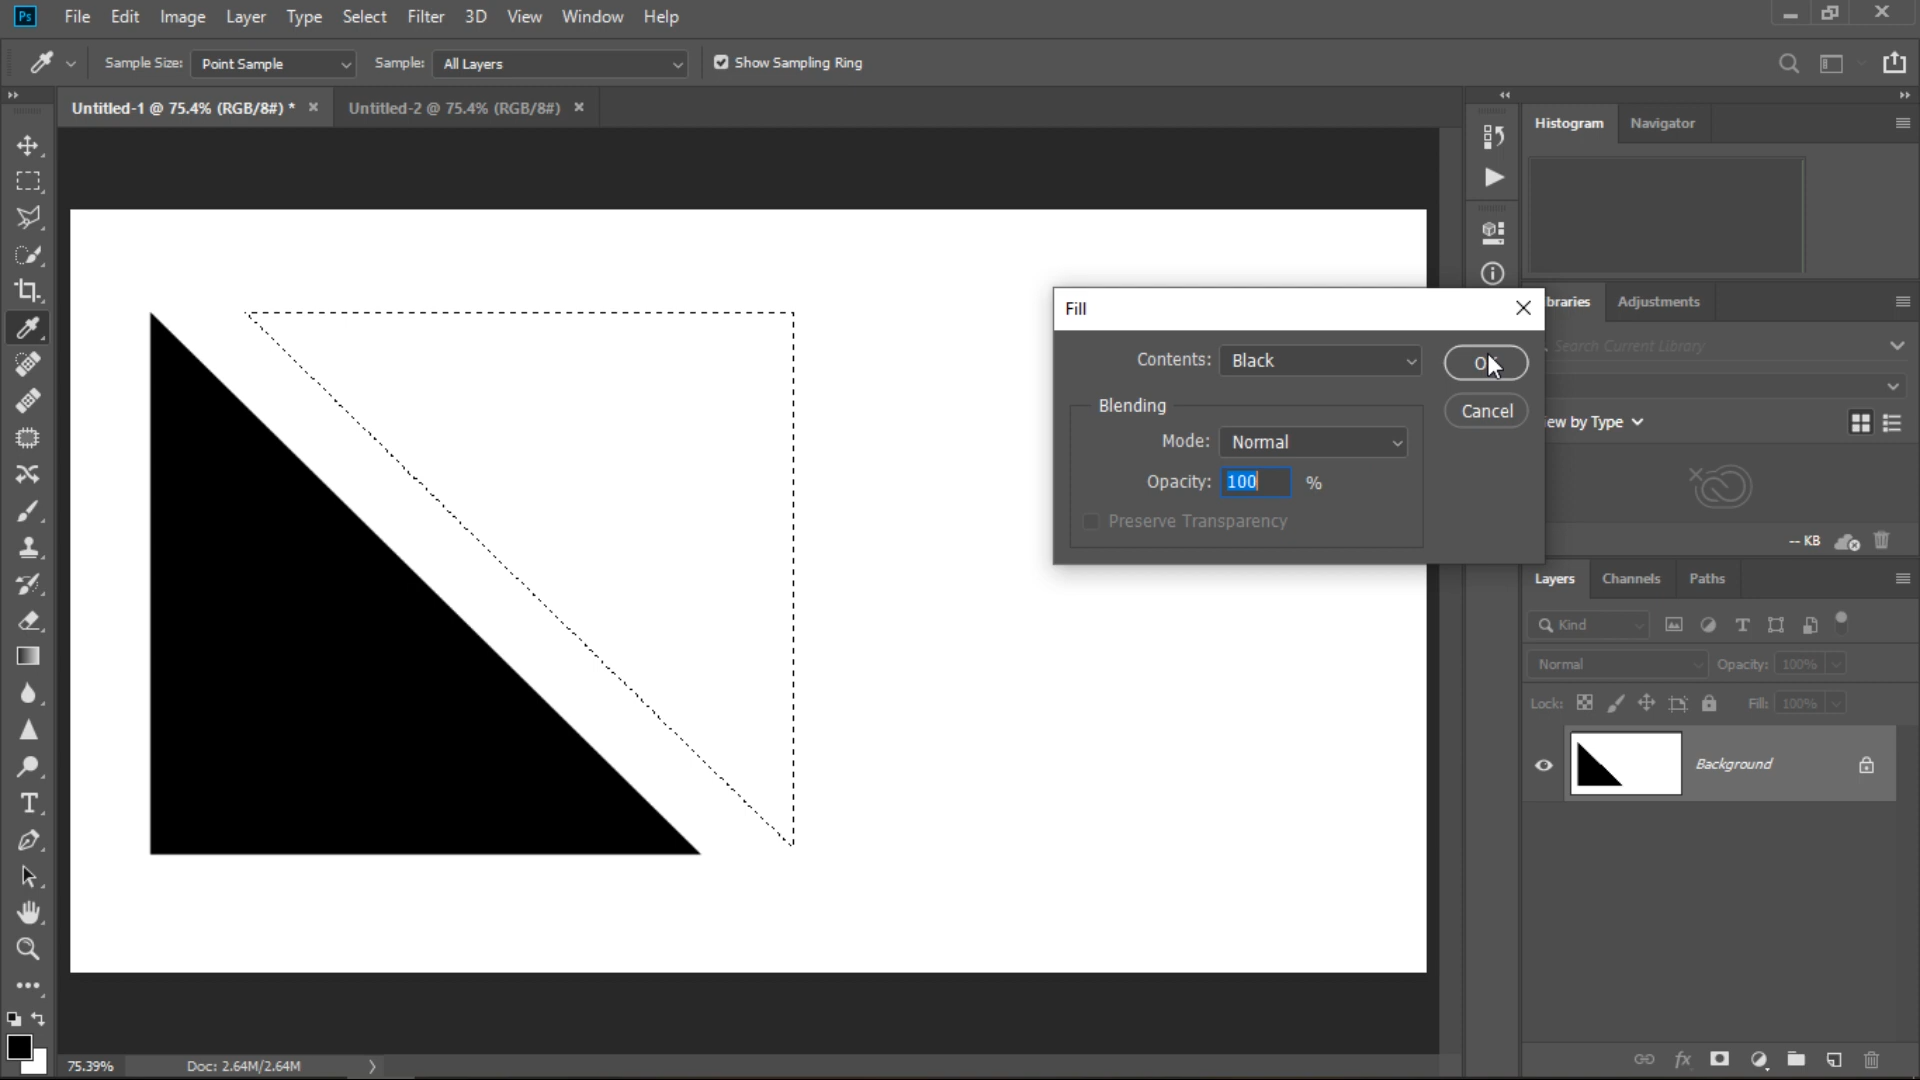 Ps File Edit Image Layer Type Select Filter 3D View Window Help
Sample Size: Point Sample Sample: All Layers Show Sampling Ring
Untitled-1 @ 75.4% (RGB/8#) * × Untitled-2 @ 75.4% (RGB/8#) ×
Histogram Navigator
Fill
braries Adjustments
Contents: Black
Search Current Library
Cancel
Blending
ew by Type
Mode: Normal
Opacity: 100 %
Preserve Transparency
-- KB
Layers Channels Paths
Kind
Normal Opacity: 100%
Lock: Fill: 100%
Background
fx
75.39% Doc: 2.64M/2.64M